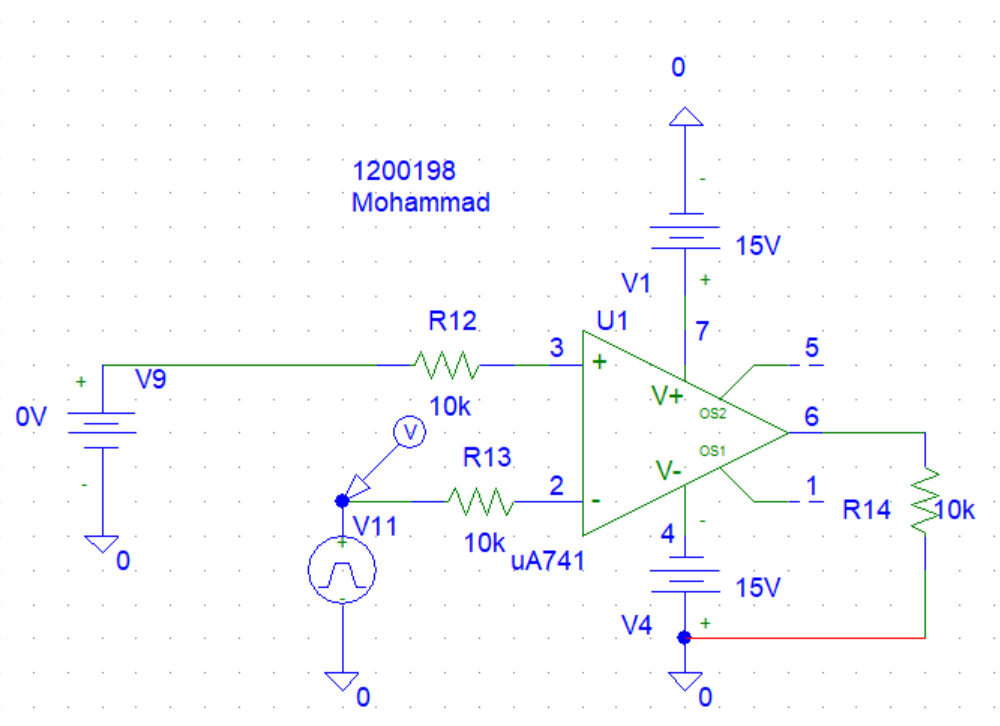 0
1200198
Mohammad
-
15V
V1
+
R12
U1
7
3
+
5
+
V9
V+
OS2
0V
10k
6
V
R13
OS1
V-
-
2
-
1
V11
R14
10k
+
10k
uA741
4
-
0
15V
-
V4
+
0
0